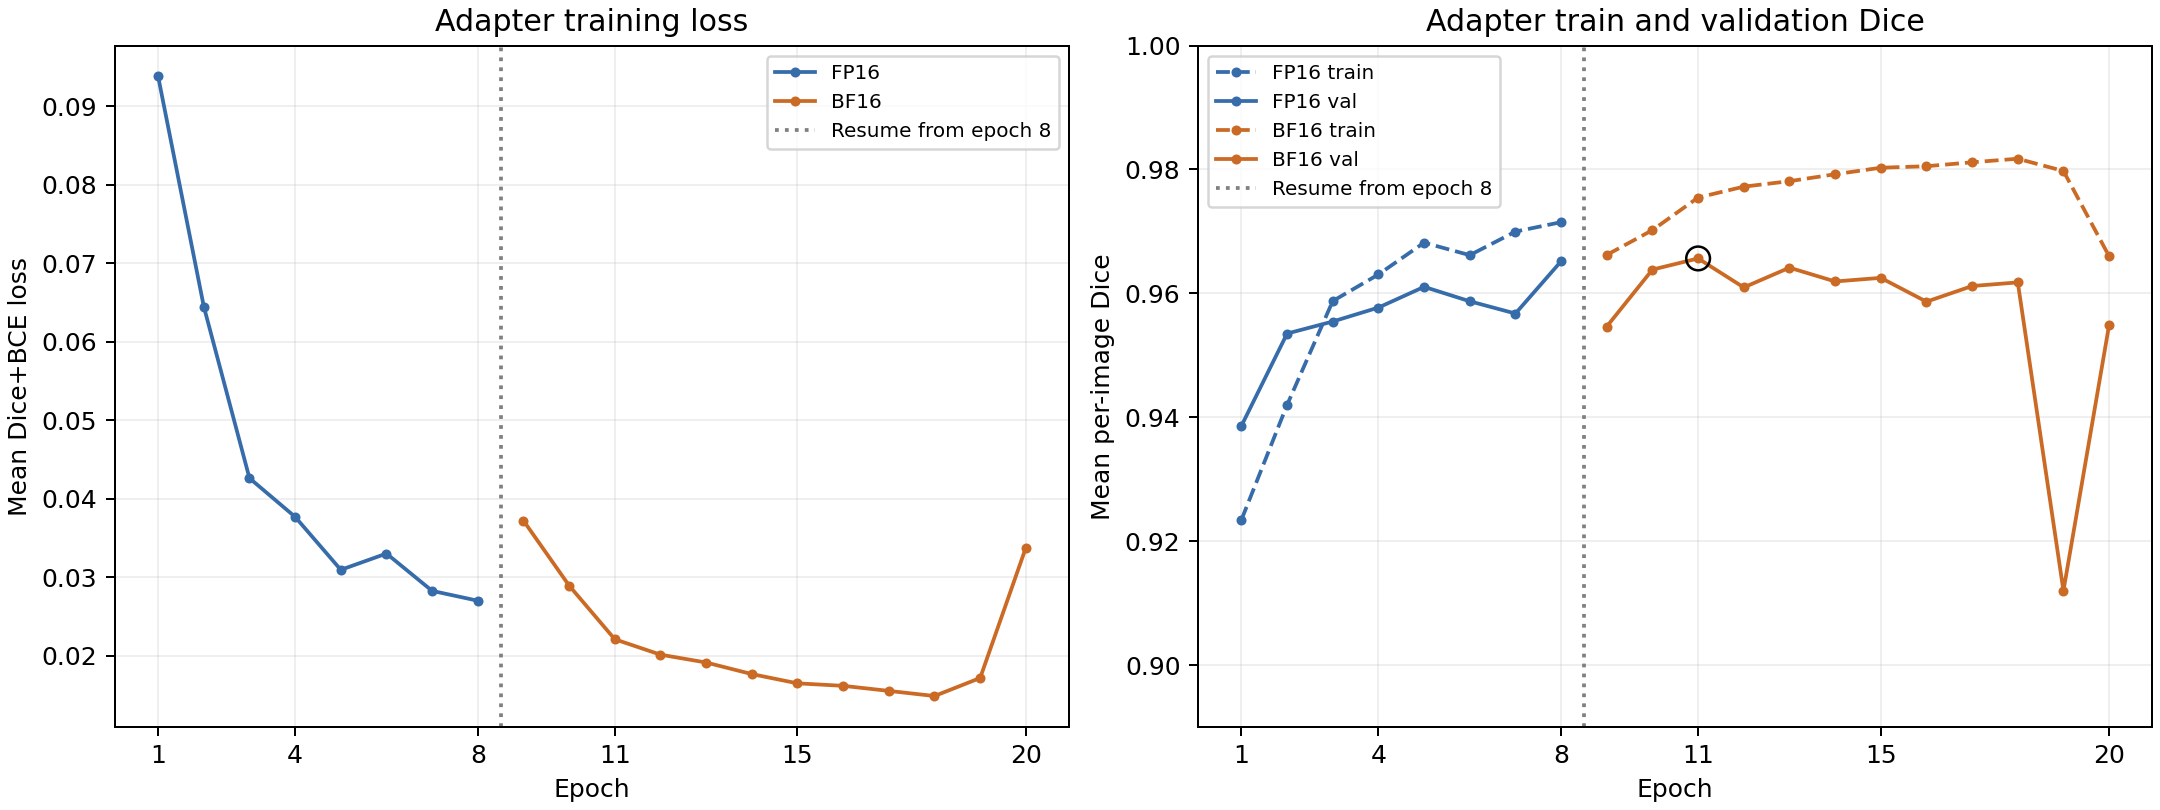 Adapter training loss
Mean Dice+BCE loss
0.09
0.08
0.07
0.06
0.05
0.04
0.03
0.02
FP16
BF16
Resume from epoch 8
1 4 8 11 15 20
Epoch
Adapter train and validation Dice
Mean per-image Dice
1.00
0.98
0.96
0.94
0.92
0.90
FP16 train
FP16 val
BF16 train
BF16 val
Resume from epoch 8
1 4 8 11 15 20
Epoch